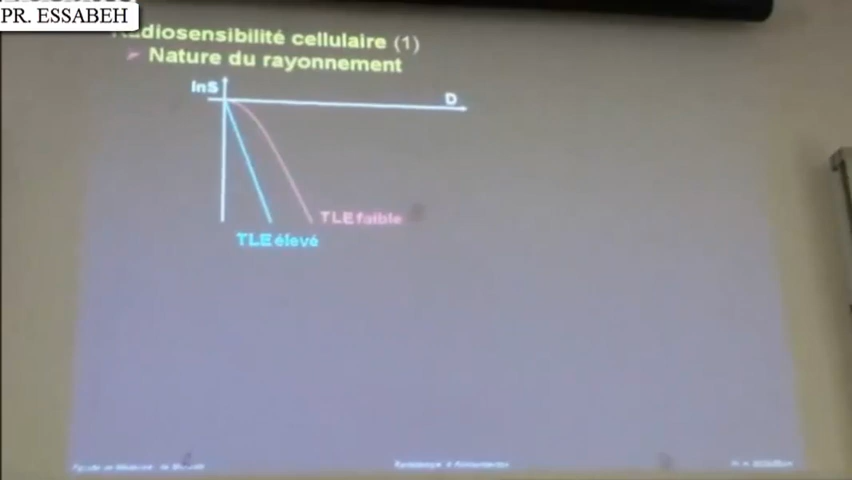 PR. ESSABEH
Radiosensibilité cellulaire (1)
➢ Nature du rayonnement
lnS
D
TLE faible
TLE élevé